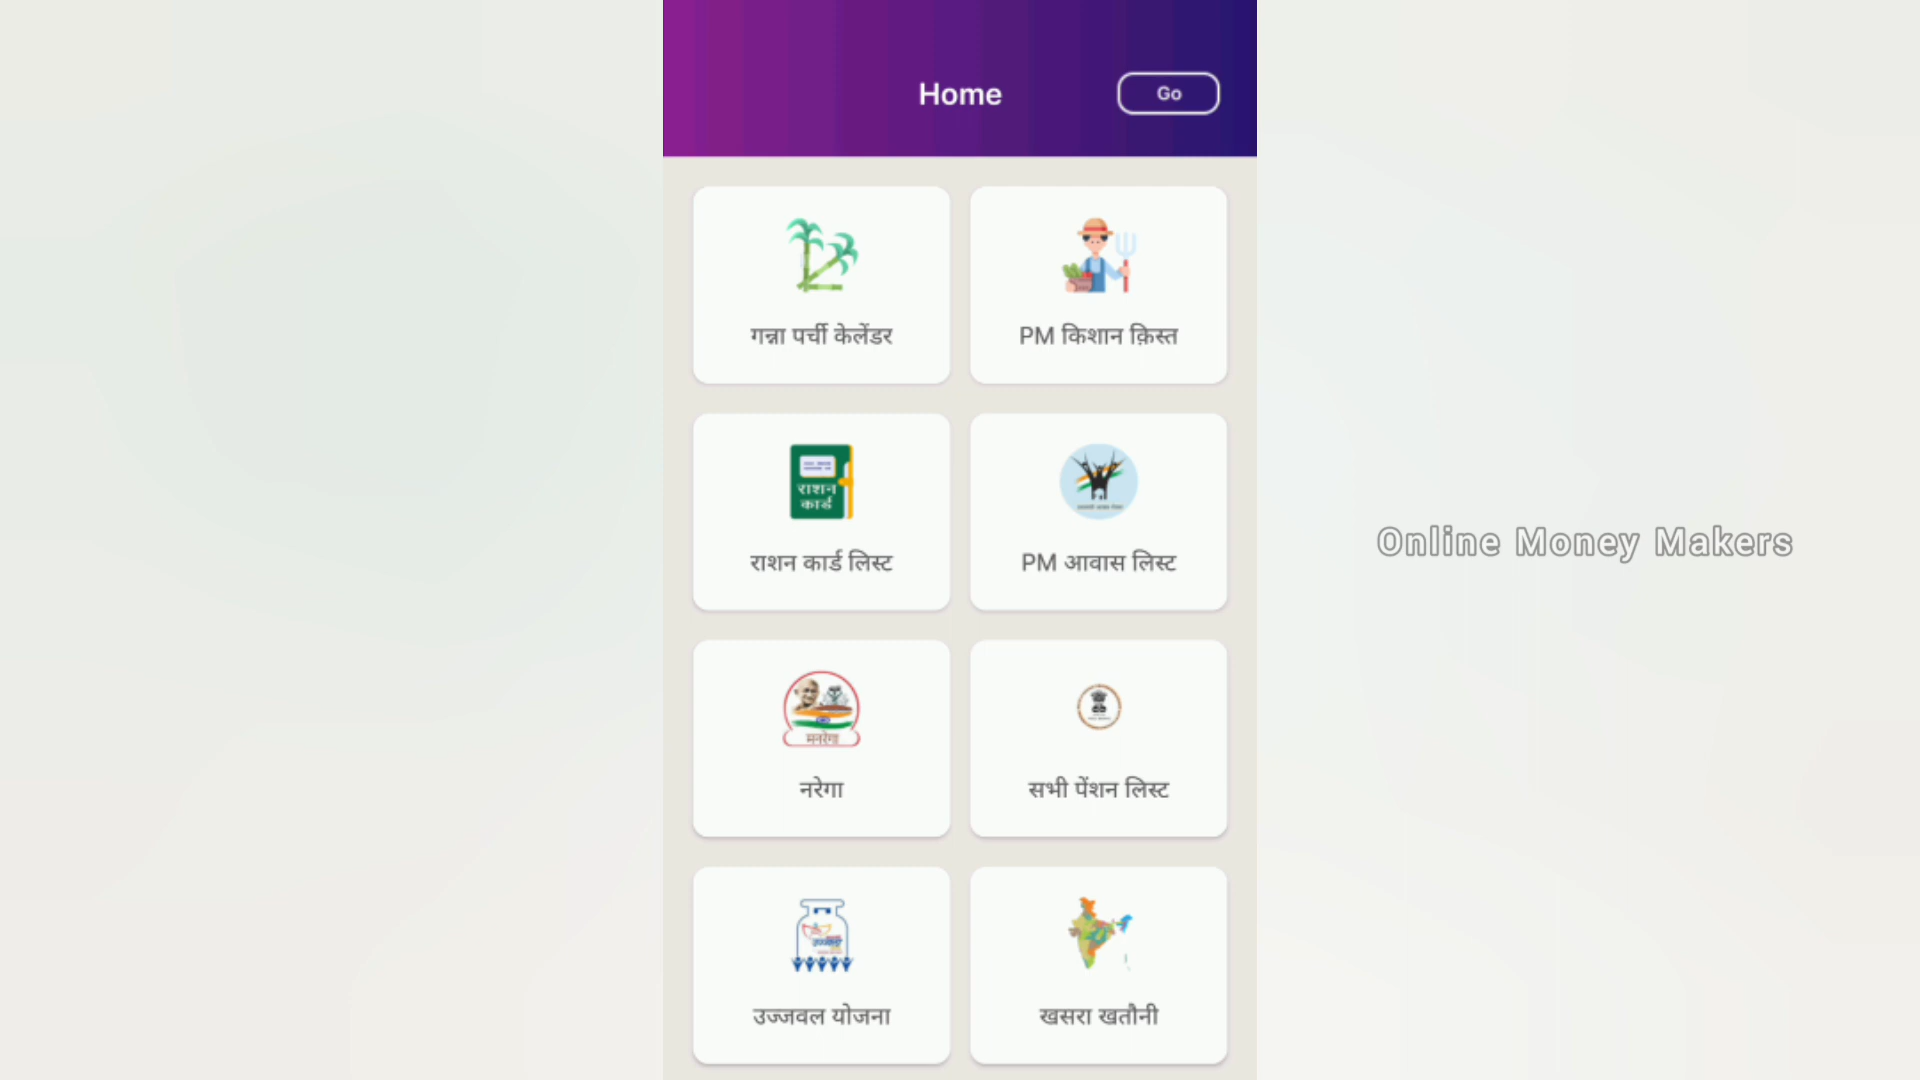 Home
Go
गन्ना पर्ची केलेंडर
PM किशान क़िस्त
राशन
कार्ड
राशन कार्ड लिस्ट
PM आवास लिस्ट
Online Money Makers
मनरेगा
नरेगा
सभी पेंशन लिस्ट
उज्जवल योजना
खसरा खतौनी